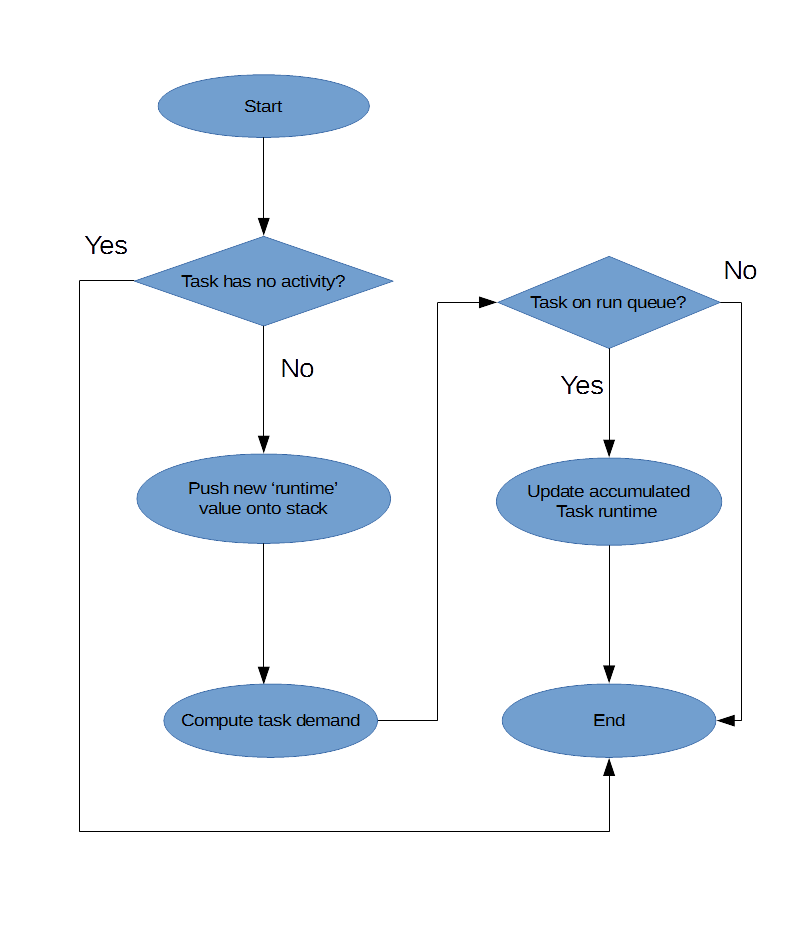 Start
Yes
Task has no activity?
No
Push new ‘runtime’
value onto stack
Compute task demand
Task on run queue?
No
Yes
Update accumulated
Task runtime
End